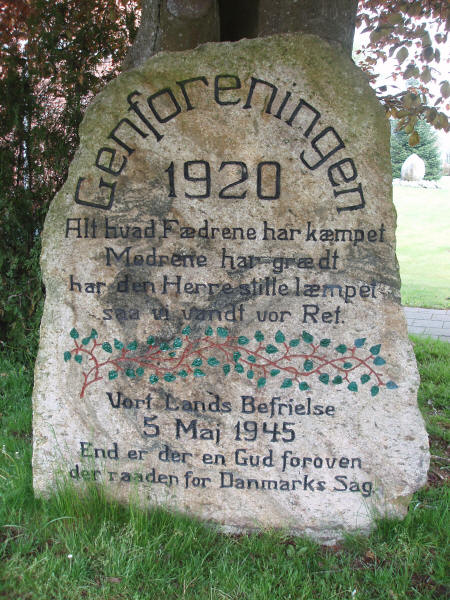 Genforeningen
1920
Alt hvad Fædrene har kæmpet
Mødrene har grædt
har den Herre stille læmpet
saa vi vandt vor Ret.
Vort Lands Befrielse
5 Maj 1945
End er der en Gud foroven
der raaden for Danmarks Sag.